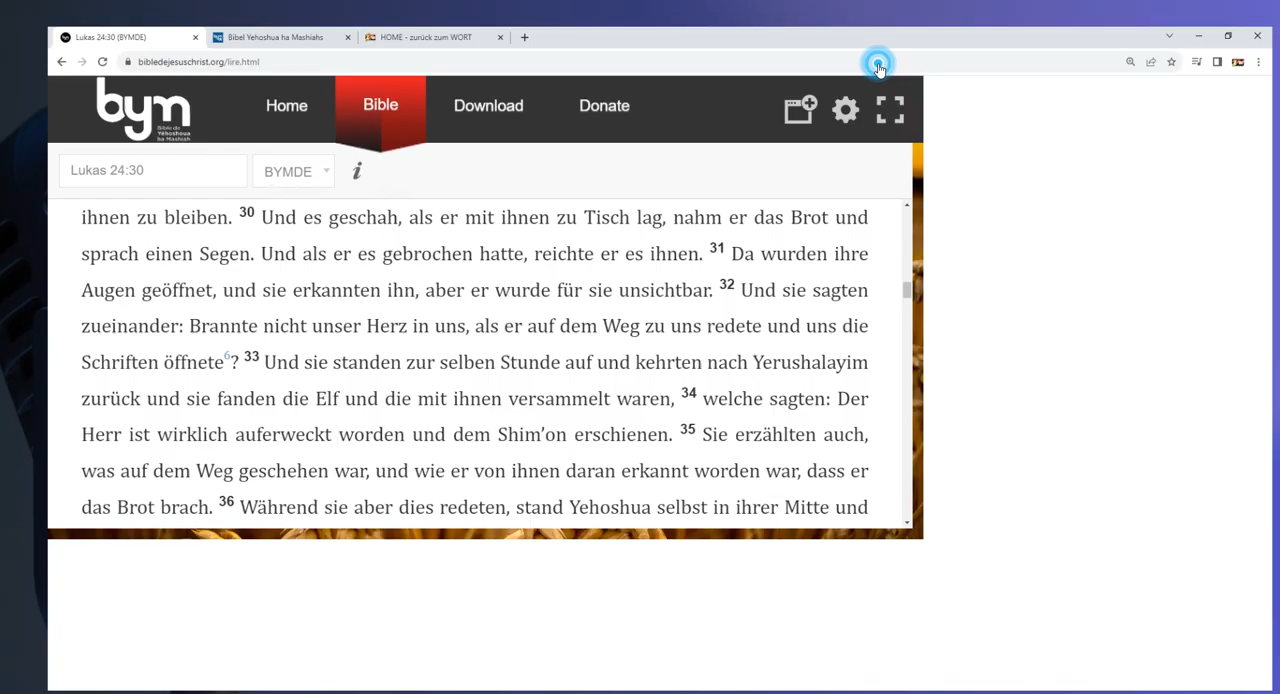 Lukas 24:30 (BYMDE)
Bibel Yehoshua ha Mashiahs
HOME - zurück zum WORT
bibledejesuschrist.org/lire.html
bym
Bible de
Yéhoshoua
ha Mashiah
Home
Bible
Download
Donate
Lukas 24:30
BYMDE
i
ihnen zu bleiben. 30 Und es geschah, als er mit ihnen zu Tisch lag, nahm er das Brot und
sprach einen Segen. Und als er es gebrochen hatte, reichte er es ihnen. 31 Da wurden ihre
Augen geöffnet, und sie erkannten ihn, aber er wurde für sie unsichtbar. 32 Und sie sagten
zueinander: Brannte nicht unser Herz in uns, als er auf dem Weg zu uns redete und uns die
Schriften öffnete6? 33 Und sie standen zur selben Stunde auf und kehrten nach Yerushalayim
zurück und sie fanden die Elf und die mit ihnen versammelt waren, 34 welche sagten: Der
Herr ist wirklich auferweckt worden und dem Shim’on erschienen. 35 Sie erzählten auch,
was auf dem Weg geschehen war, und wie er von ihnen daran erkannt worden war, dass er
das Brot brach. 36 Während sie aber dies redeten, stand Yehoshua selbst in ihrer Mitte und